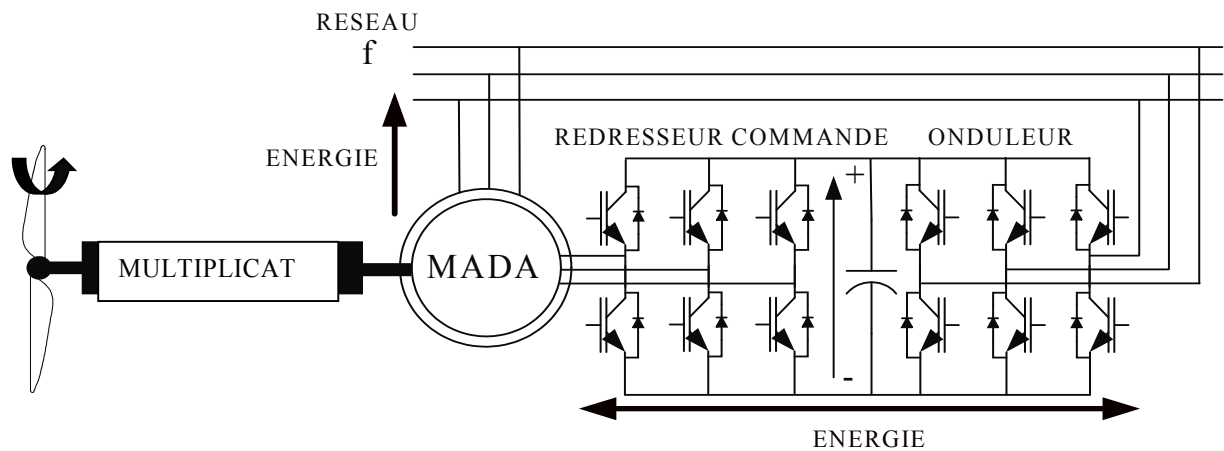 RESEAU
f
ENERGIE
REDRESSEUR COMMANDE
ONDULEUR
+
MULTIPLICAT
MADA
-
ENERGIE